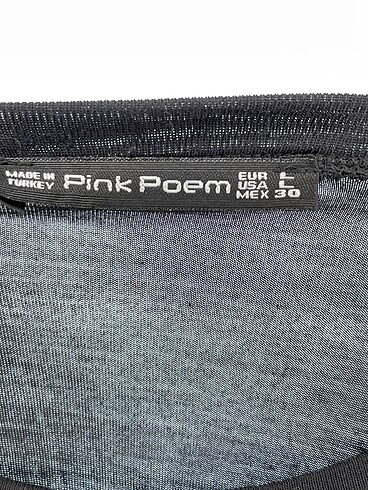 MADE IN
TURKEY
Pink Poem
EUR L
USA L
MEX 30